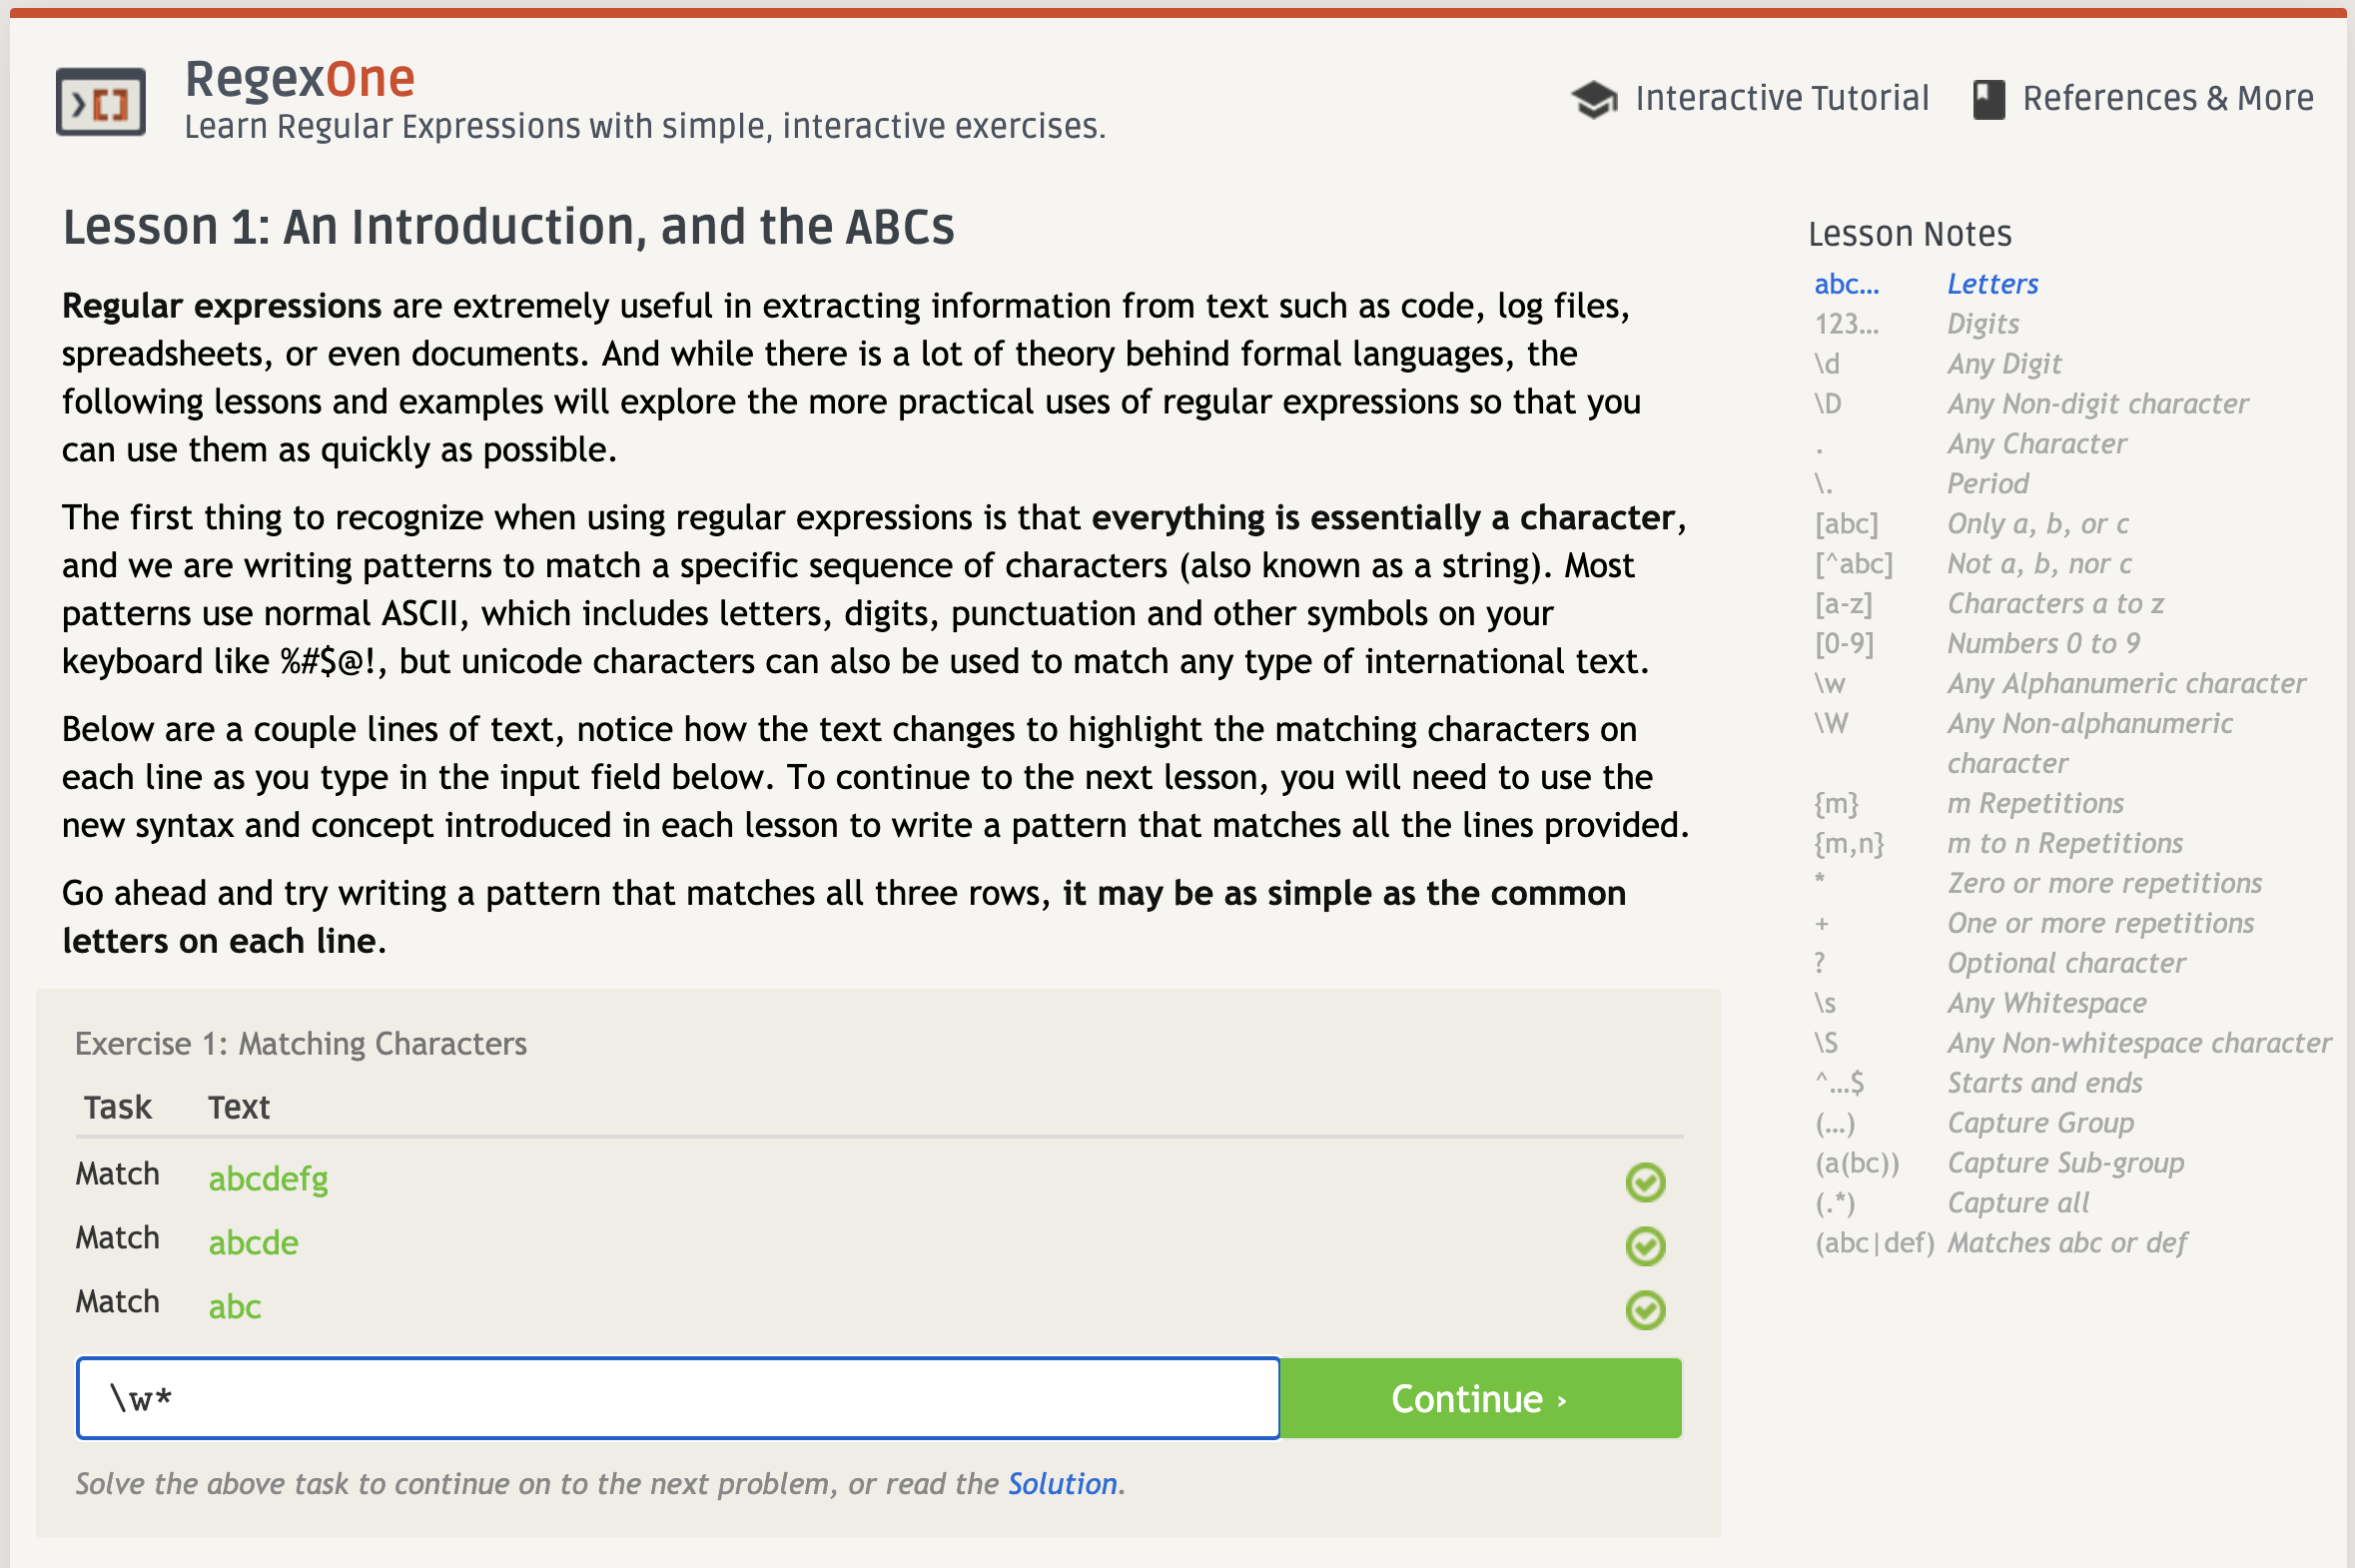 RegexOne
Learn Regular Expressions with simple, interactive exercises.
Interactive Tutorial
References & More
Lesson 1: An Introduction, and the ABCs
Regular expressions are extremely useful in extracting information from text such as code, log files,
spreadsheets, or even documents. And while there is a lot of theory behind formal languages, the
following lessons and examples will explore the more practical uses of regular expressions so that you
can use them as quickly as possible.
The first thing to recognize when using regular expressions is that everything is essentially a character,
and we are writing patterns to match a specific sequence of characters (also known as a string). Most
patterns use normal ASCII, which includes letters, digits, punctuation and other symbols on your
keyboard like %#$@!, but unicode characters can also be used to match any type of international text.
Below are a couple lines of text, notice how the text changes to highlight the matching characters on
each line as you type in the input field below. To continue to the next lesson, you will need to use the
new syntax and concept introduced in each lesson to write a pattern that matches all the lines provided.
Go ahead and try writing a pattern that matches all three rows, it may be as simple as the common
letters on each line.
Exercise 1: Matching Characters
Task Text
Match abcdefg
Match abcde
Match abc
\w*
Continue ›
Solve the above task to continue on to the next problem, or read the Solution.
Lesson Notes
abc… Letters
123… Digits
\d Any Digit
\D Any Non-digit character
. Any Character
\. Period
[abc] Only a, b, or c
[^abc] Not a, b, nor c
[a-z] Characters a to z
[0-9] Numbers 0 to 9
\w Any Alphanumeric character
\W Any Non-alphanumeric
character
{m} m Repetitions
{m,n} m to n Repetitions
* Zero or more repetitions
+ One or more repetitions
? Optional character
\s Any Whitespace
\S Any Non-whitespace character
^…$ Starts and ends
(…) Capture Group
(a(bc)) Capture Sub-group
(.*) Capture all
(abc|def) Matches abc or def